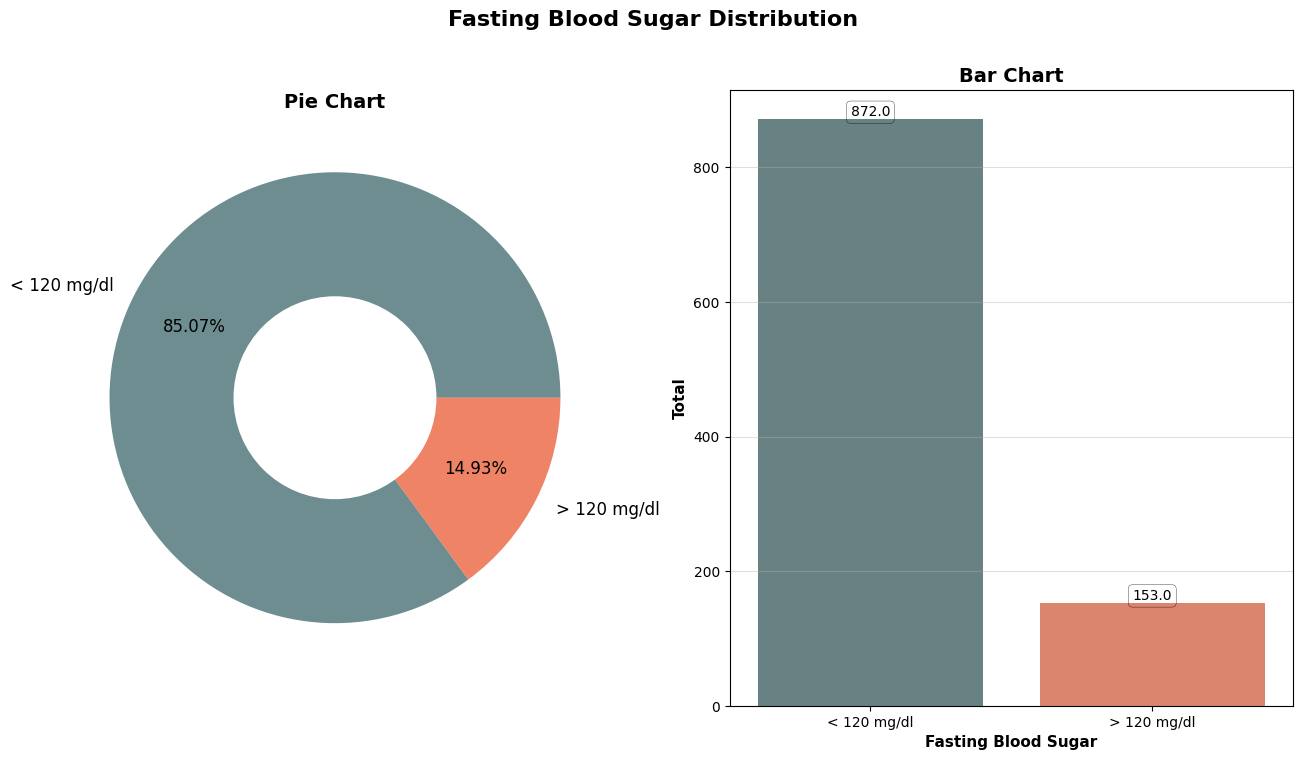 Fasting Blood Sugar Distribution
Pie Chart
< 120 mg/dl
85.07%
14.93%
> 120 mg/dl
Bar Chart
872.0
153.0
800
600
400
200
0
Total
< 120 mg/dl
> 120 mg/dl
Fasting Blood Sugar